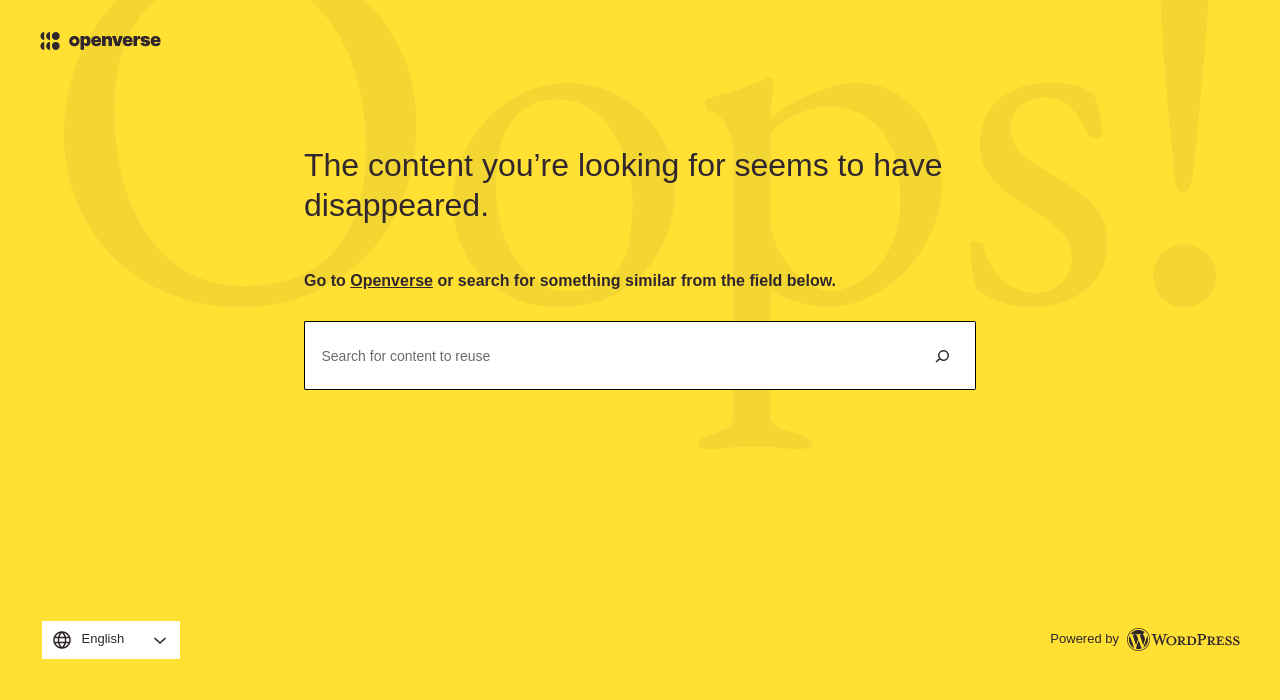 Oops!
openverse
The content you’re looking for seems to have
disappeared.
Go to Openverse or search for something similar from the field below.
Search for content to reuse
English
Powered by WordPress